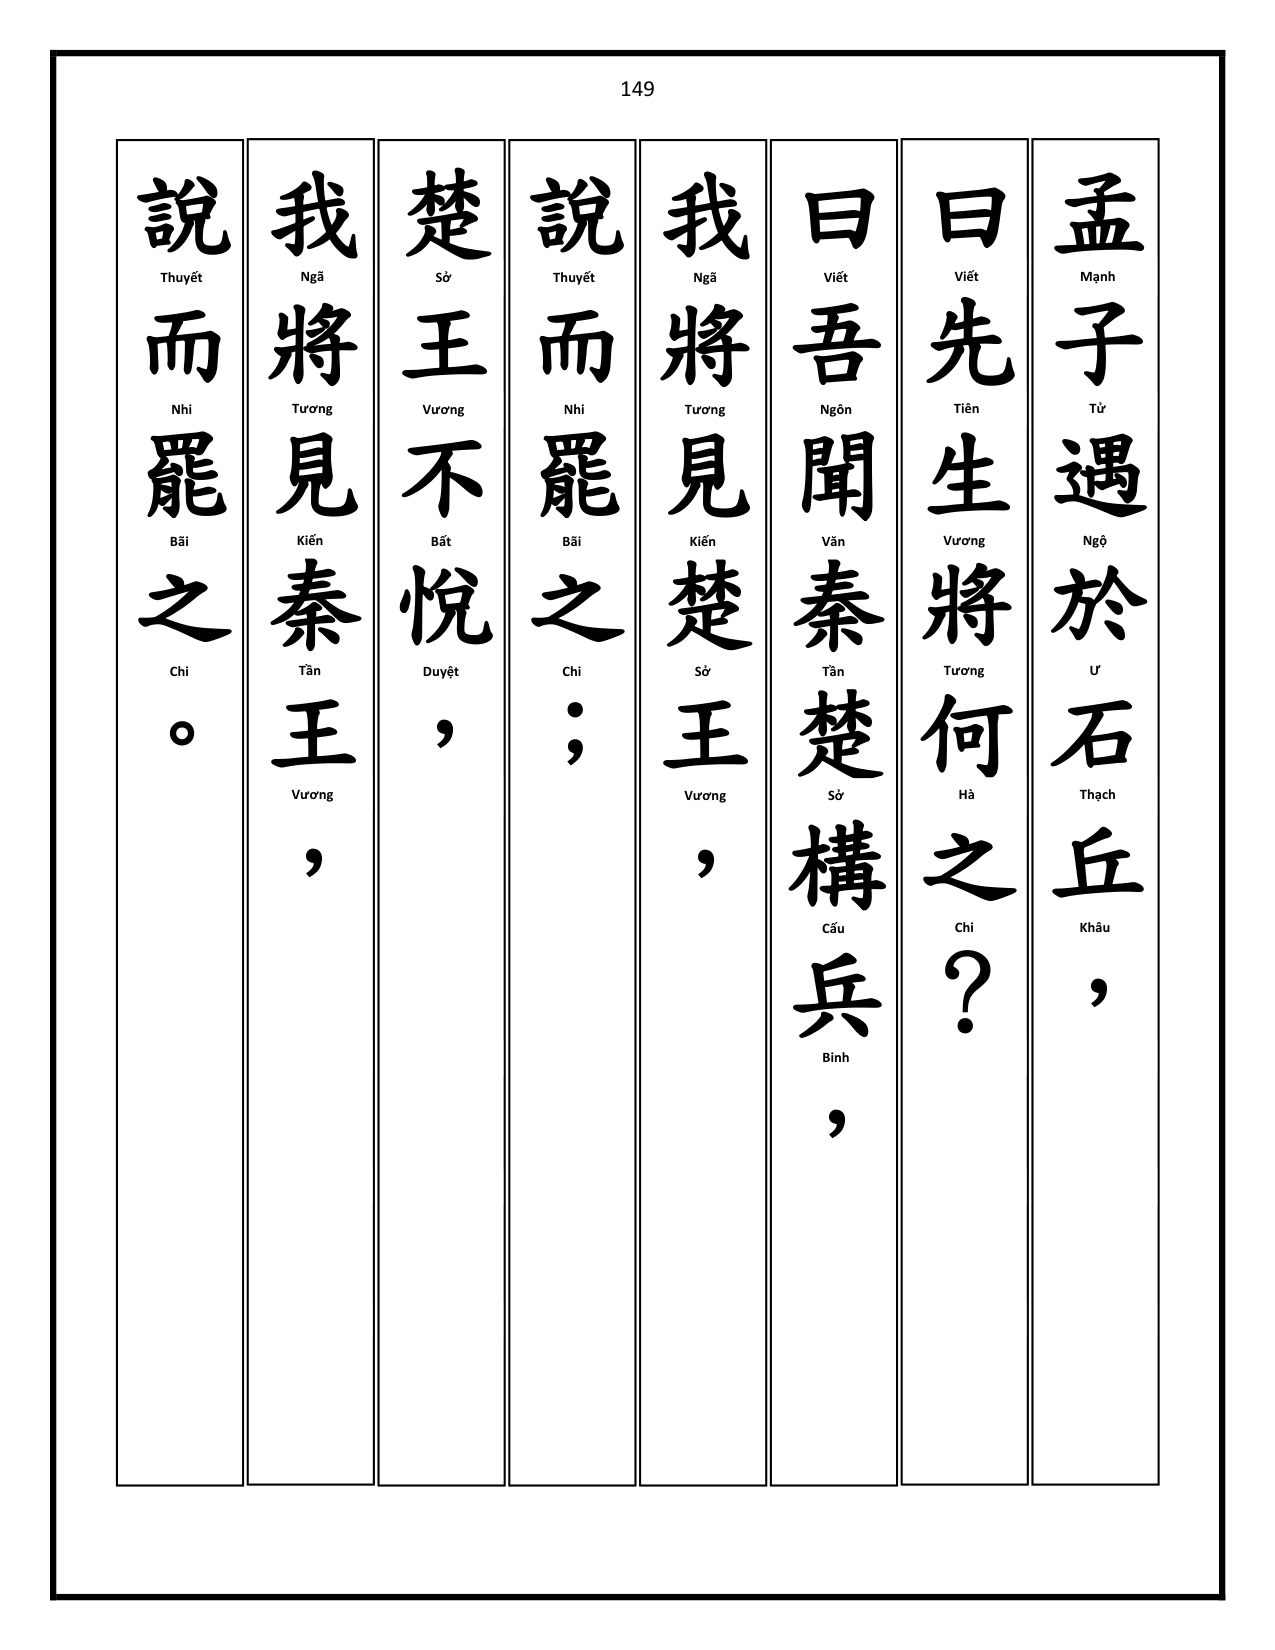 149
孟子遇於石丘，
Mạnh Tử Ngộ Ư Thạch Khâu
曰先生將何之？
Viết Tiên Vương Tương Hà Chi
曰吾聞秦楚構兵，
Viết Ngôn Văn Tần Sở Cấu Binh
我將見楚王，
Ngã Tương Kiến Sở Vương
說而罷之；
Thuyết Nhi Bãi Chi
楚王不悅，
Sở Vương Bất Duyệt
我將見秦王，
Ngã Tương Kiến Tần Vương
說而罷之。
Thuyết Nhi Bãi Chi